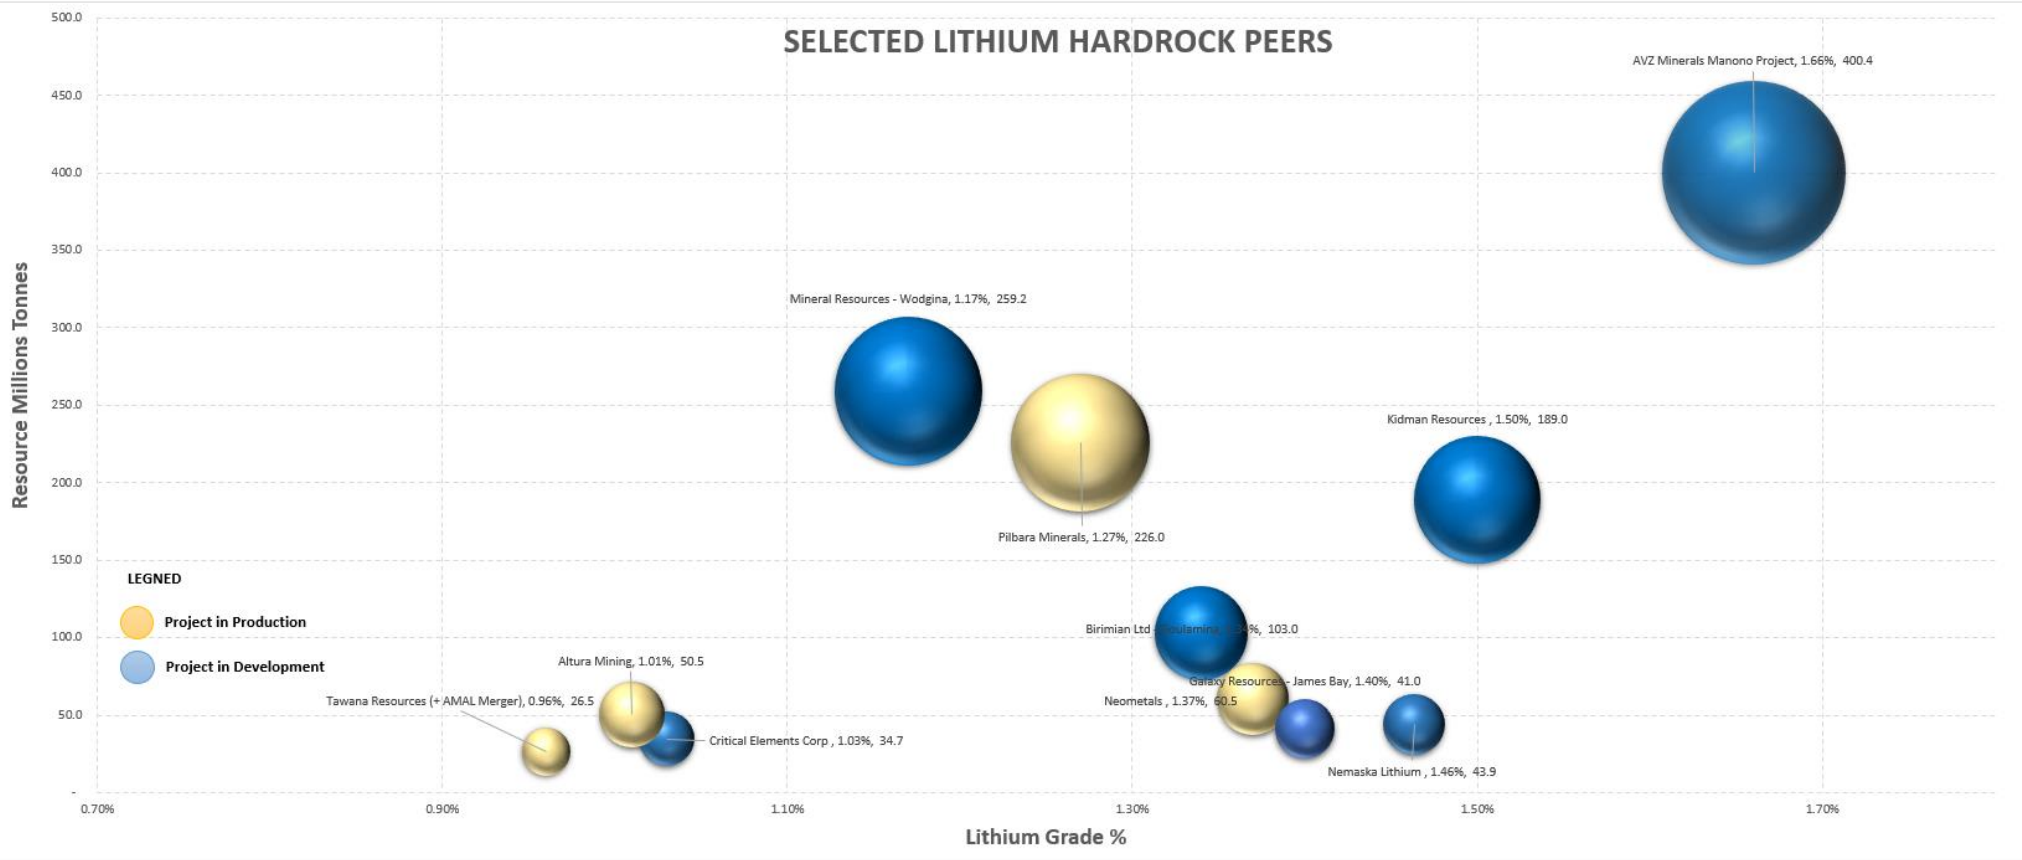 SELECTED LITHIUM HARDROCK PEERS
500.0
450.0
400.0
350.0
300.0
250.0
200.0
150.0
100.0
50.0
-
Resource Millions Tonnes
AVZ Minerals Manono Project, 1.66%, 400.4
Mineral Resources - Wodgina, 1.17%, 259.2
Kidman Resources , 1.50%, 189.0
Pilbara Minerals, 1.27%, 226.0
LEGNED
Project in Production
Project in Development
Birimian Ltd - Goulamina, 1.34%, 103.0
Altura Mining, 1.01%, 50.5
Galaxy Resources - James Bay, 1.40%, 41.0
Tawana Resources (+ AMAL Merger), 0.96%, 26.5
Neometals , 1.37%, 60.5
Critical Elements Corp , 1.03%, 34.7
Nemaska Lithium , 1.46%, 43.9
0.70%
0.90%
1.10%
1.30%
1.50%
1.70%
Lithium Grade %